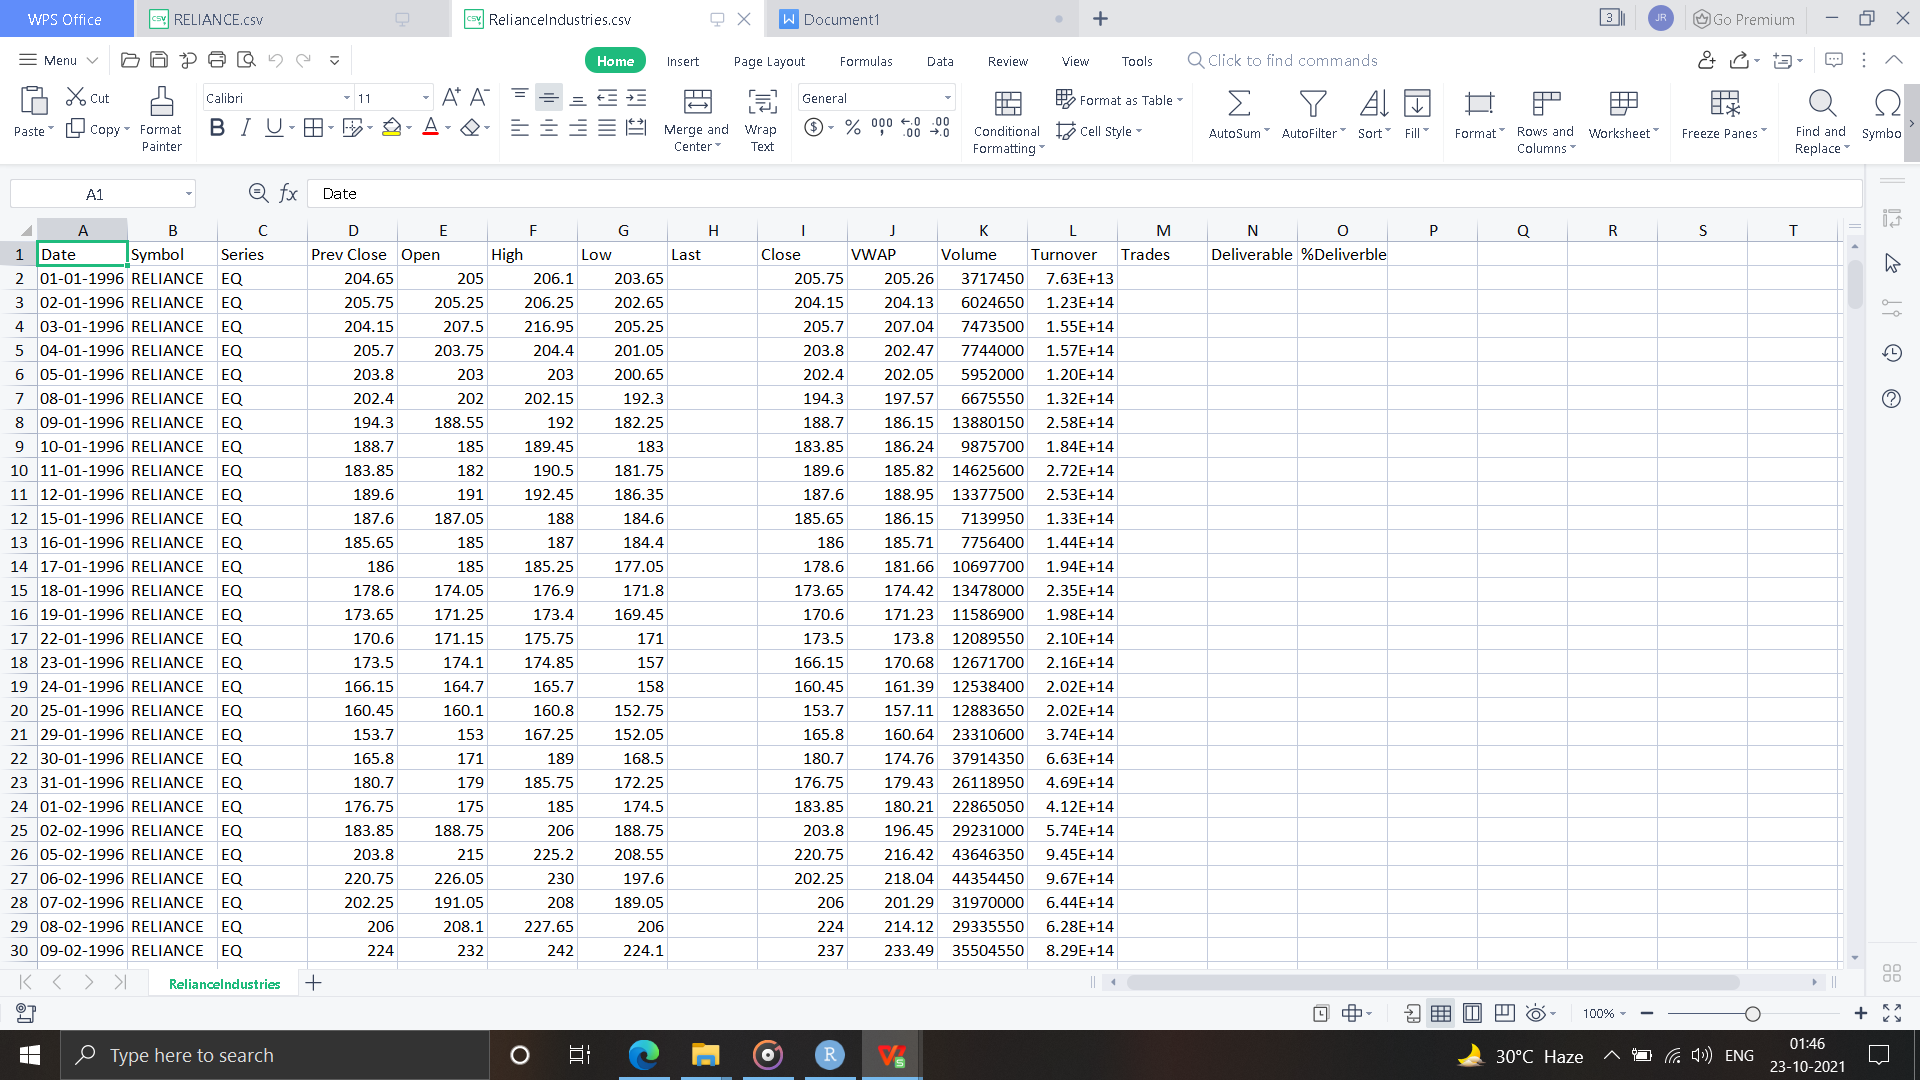 WPS Office RELIANCE.csv RelianceIndustries.csv Document1 3 JR Go Premium
Menu Home Insert Page Layout Formulas Data Review View Tools Click to find commands
Paste Cut Copy Format Painter Calibri 11 Merge and Center Wrap Text General Conditional Formatting Format as Table Cell Style AutoSum AutoFilter Sort Fill Format Rows and Columns Worksheet Freeze Panes Find and Replace Symbo
A1 fx Date
A B C D E F G H I J K L M N O P Q R S T
1 Date Symbol Series Prev Close Open High Low Last Close VWAP Volume Turnover Trades Deliverable %Deliverble
2 01-01-1996 RELIANCE EQ 204.65 205 206.1 203.65 205.75 205.26 3717450 7.63E+13
3 02-01-1996 RELIANCE EQ 205.75 205.25 206.25 202.65 204.15 204.13 6024650 1.23E+14
4 03-01-1996 RELIANCE EQ 204.15 207.5 216.95 205.25 205.7 207.04 7473500 1.55E+14
5 04-01-1996 RELIANCE EQ 205.7 203.75 204.4 201.05 203.8 202.47 7744000 1.57E+14
6 05-01-1996 RELIANCE EQ 203.8 203 203 200.65 202.4 202.05 5952000 1.20E+14
7 08-01-1996 RELIANCE EQ 202.4 202 202.15 192.3 194.3 197.57 6675550 1.32E+14
8 09-01-1996 RELIANCE EQ 194.3 188.55 192 182.25 188.7 186.15 13880150 2.58E+14
9 10-01-1996 RELIANCE EQ 188.7 185 189.45 183 183.85 186.24 9875700 1.84E+14
10 11-01-1996 RELIANCE EQ 183.85 182 190.5 181.75 189.6 185.82 14625600 2.72E+14
11 12-01-1996 RELIANCE EQ 189.6 191 192.45 186.35 187.6 188.95 13377500 2.53E+14
12 15-01-1996 RELIANCE EQ 187.6 187.05 188 184.6 185.65 186.15 7139950 1.33E+14
13 16-01-1996 RELIANCE EQ 185.65 185 187 184.4 186 185.71 7756400 1.44E+14
14 17-01-1996 RELIANCE EQ 186 185 185.25 177.05 178.6 181.66 10697700 1.94E+14
15 18-01-1996 RELIANCE EQ 178.6 174.05 176.9 171.8 173.65 174.42 13478000 2.35E+14
16 19-01-1996 RELIANCE EQ 173.65 171.25 173.4 169.45 170.6 171.23 11586900 1.98E+14
17 22-01-1996 RELIANCE EQ 170.6 171.15 175.75 171 173.5 173.8 12089550 2.10E+14
18 23-01-1996 RELIANCE EQ 173.5 174.1 174.85 157 166.15 170.68 12671700 2.16E+14
19 24-01-1996 RELIANCE EQ 166.15 164.7 165.7 158 160.45 161.39 12538400 2.02E+14
20 25-01-1996 RELIANCE EQ 160.45 160.1 160.8 152.75 153.7 157.11 12883650 2.02E+14
21 29-01-1996 RELIANCE EQ 153.7 153 167.25 152.05 165.8 160.64 23310600 3.74E+14
22 30-01-1996 RELIANCE EQ 165.8 171 189 168.5 180.7 174.76 37914350 6.63E+14
23 31-01-1996 RELIANCE EQ 180.7 179 185.75 172.25 176.75 179.43 26118950 4.69E+14
24 01-02-1996 RELIANCE EQ 176.75 175 185 174.5 183.85 180.21 22865050 4.12E+14
25 02-02-1996 RELIANCE EQ 183.85 188.75 206 188.75 203.8 196.45 29231000 5.74E+14
26 05-02-1996 RELIANCE EQ 203.8 215 225.2 208.55 220.75 216.42 43646350 9.45E+14
27 06-02-1996 RELIANCE EQ 220.75 226.05 230 197.6 202.25 218.04 44354450 9.67E+14
28 07-02-1996 RELIANCE EQ 202.25 191.05 208 189.05 206 201.29 31970000 6.44E+14
29 08-02-1996 RELIANCE EQ 206 208.1 227.65 206 224 214.12 29335550 6.28E+14
30 09-02-1996 RELIANCE EQ 224 232 242 224.1 237 233.49 35504550 8.29E+14
RelianceIndustries
100%
Type here to search 30°C Haze ENG 01:46
23-10-2021